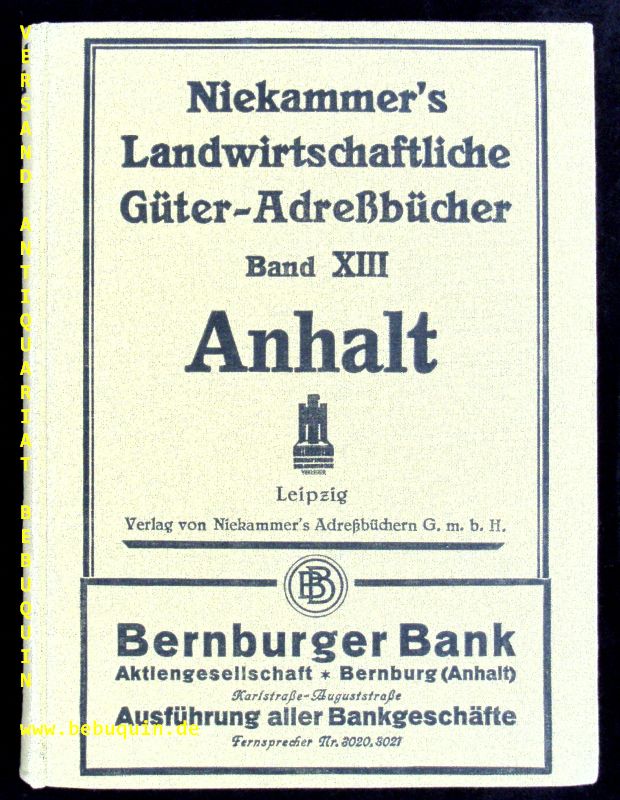 Niekammer's
Landwirtschaftliche
Güter-Adreßbücher
Band XIII
Anhalt
Leipzig
Verlag von Niekammer's Adreßbüchern G. m. b. H.
BB
Bernburger Bank
Aktiengesellschaft * Bernburg (Anhalt)
Karlstraße-Auguststraße
Ausführung aller Bankgeschäfte
Fernsprecher Nr. 3020, 3021
VERSAND ANTIQUARIAT BEBUQUIN
www.bebuquin.de